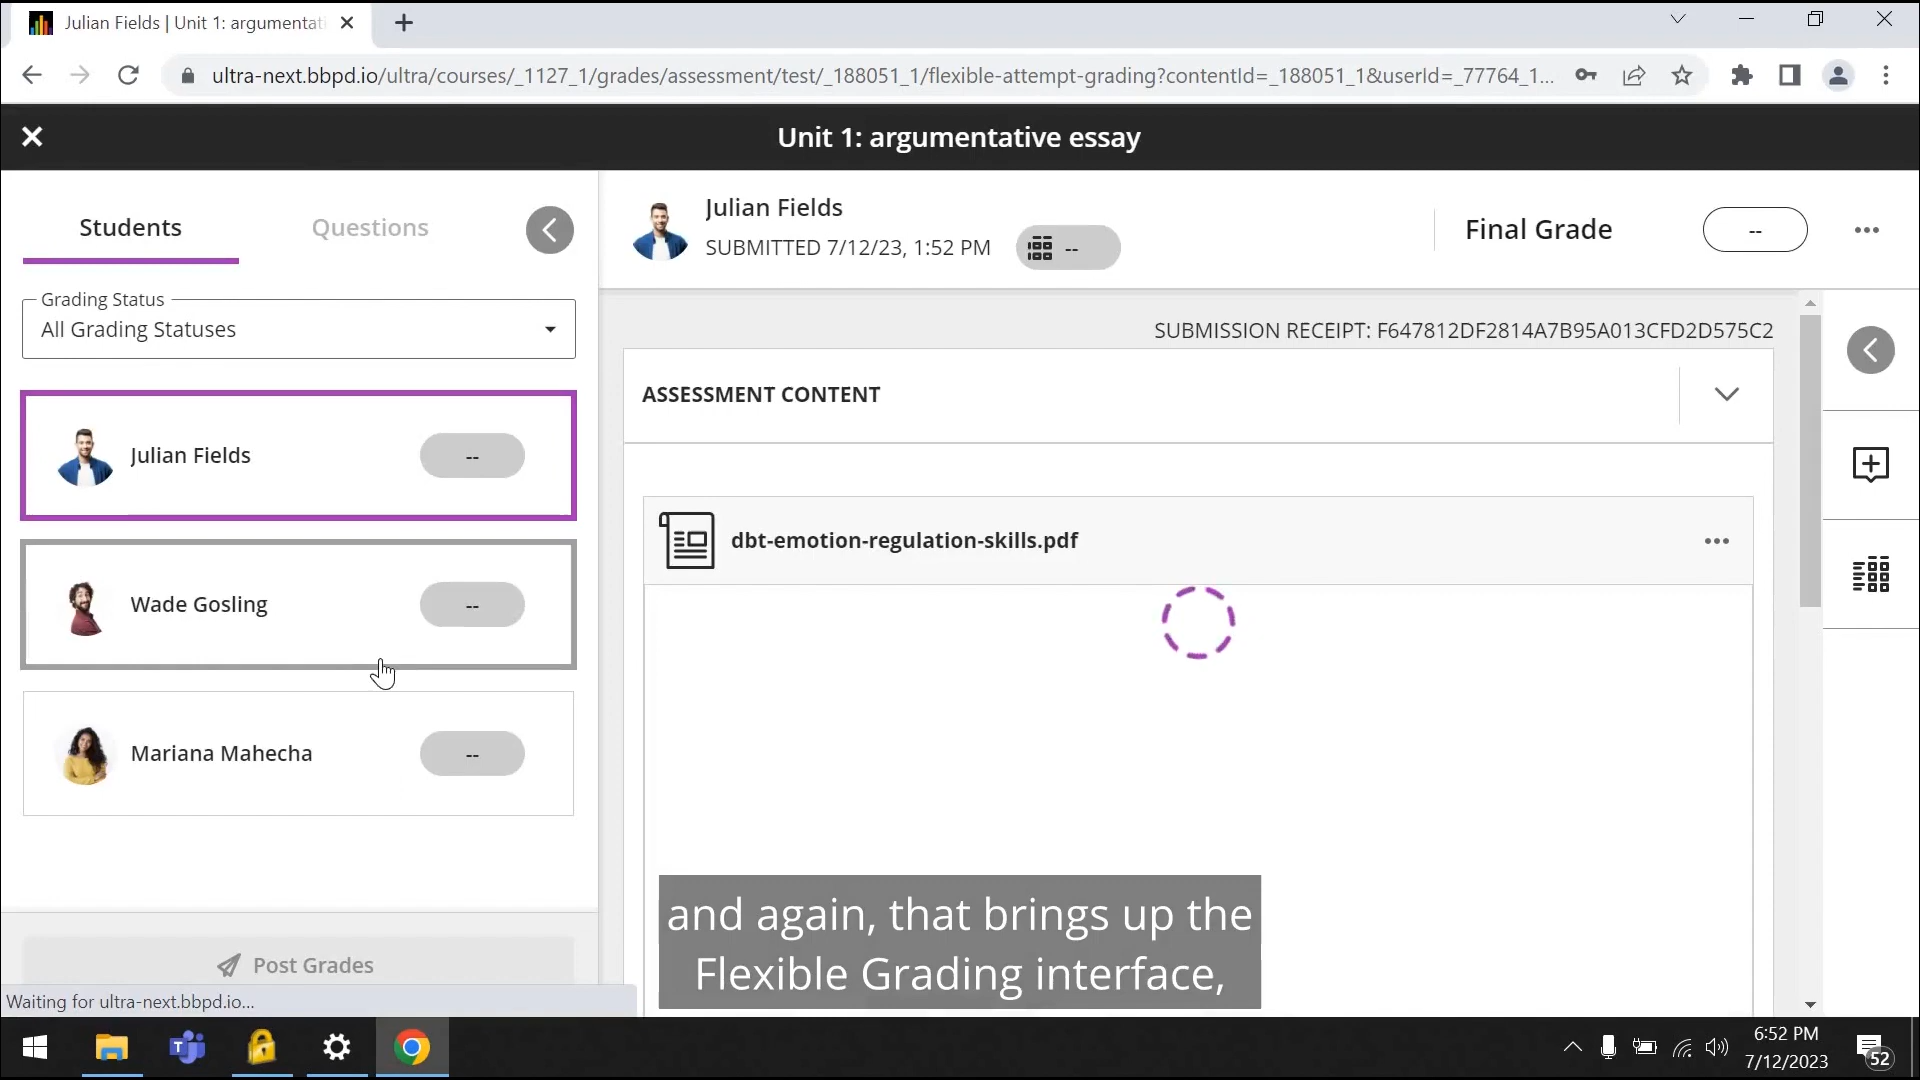 Julian Fields | Unit 1: argumentati
ultra-next.bbpd.io/ultra/courses/_1127_1/grades/assessment/test/_188051_1/flexible-attempt-grading?contentId=_188051_1&userId=_77764_1...
Unit 1: argumentative essay
Students
Questions
Julian Fields
SUBMITTED 7/12/23, 1:52 PM
--
Final Grade
--
Grading Status
All Grading Statuses
SUBMISSION RECEIPT: F647812DF2814A7B95A013CFD2D575C2
ASSESSMENT CONTENT
Julian Fields
--
dbt-emotion-regulation-skills.pdf
Wade Gosling
--
Mariana Mahecha
--
and again, that brings up the
Flexible Grading interface,
Post Grades
Waiting for ultra-next.bbpd.io...
6:52 PM
7/12/2023
52